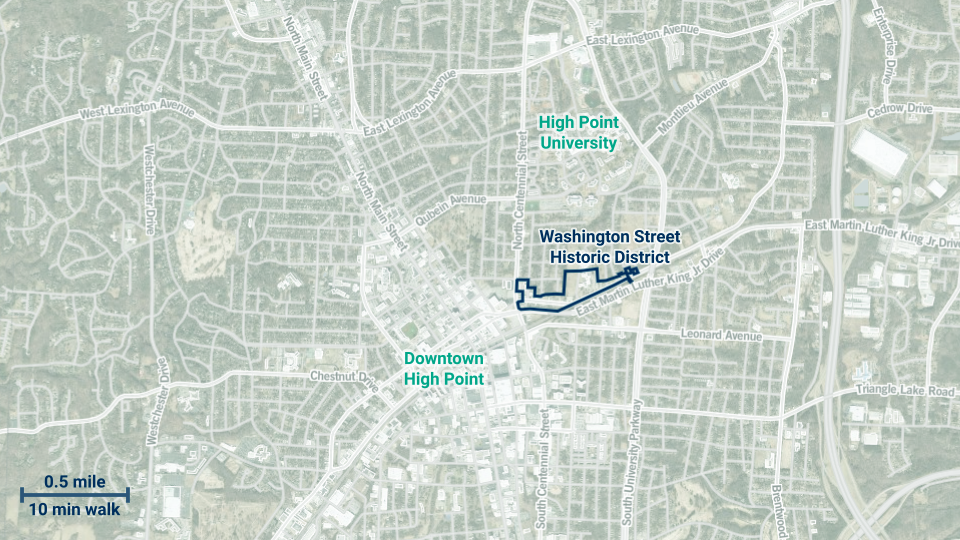 East Lexington Avenue
Enterprise Drive
North Main Street
East Lexington Avenue
Montlieu Avenue
West Lexington Avenue
Cedrow Drive
High Point
University
East Lexington Avenue
Westchester Drive
North Centennial Street
North Main Street
Qubein Avenue
East Martin Luther King Jr Drive
Washington Street
Historic District
East Martin Luther King Jr Drive
Leonard Avenue
Downtown
High Point
Chestnut Drive
Westchester Drive
Triangle Lake Road
South Centennial Street
South University Parkway
0.5 mile
10 min walk
Brentwood